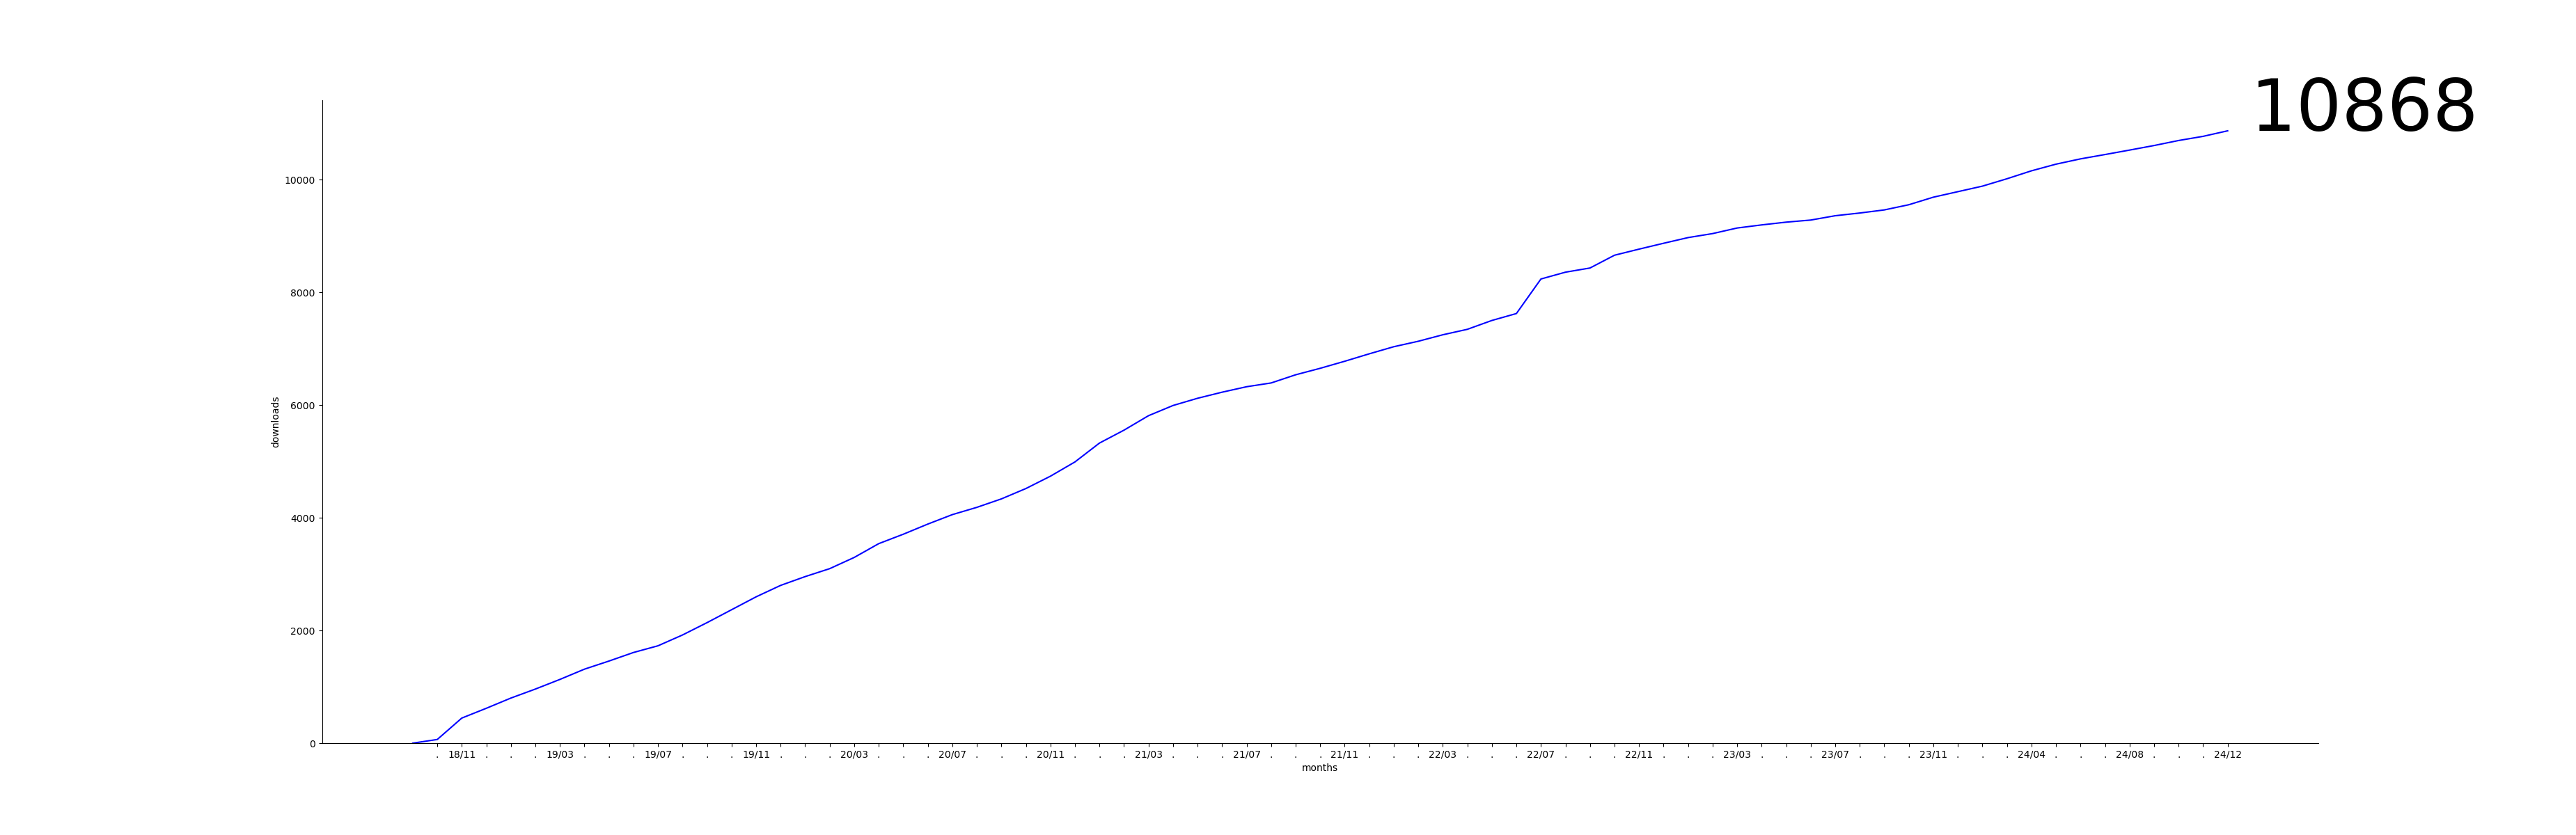 10868
10000
8000
6000
4000
2000
0
downloads
. 18/11 . . . 19/03 . . . 19/07 . . . 19/11 . . . 20/03 . . . 20/07 . . . 20/11 . . . 21/03 . . . 21/07 . . . 21/11 . . . 22/03 . . . 22/07 . . . 22/11 . . . 23/03 . . . 23/07 . . . 23/11 . . . 24/04 . . . 24/08 . . . 24/12
months